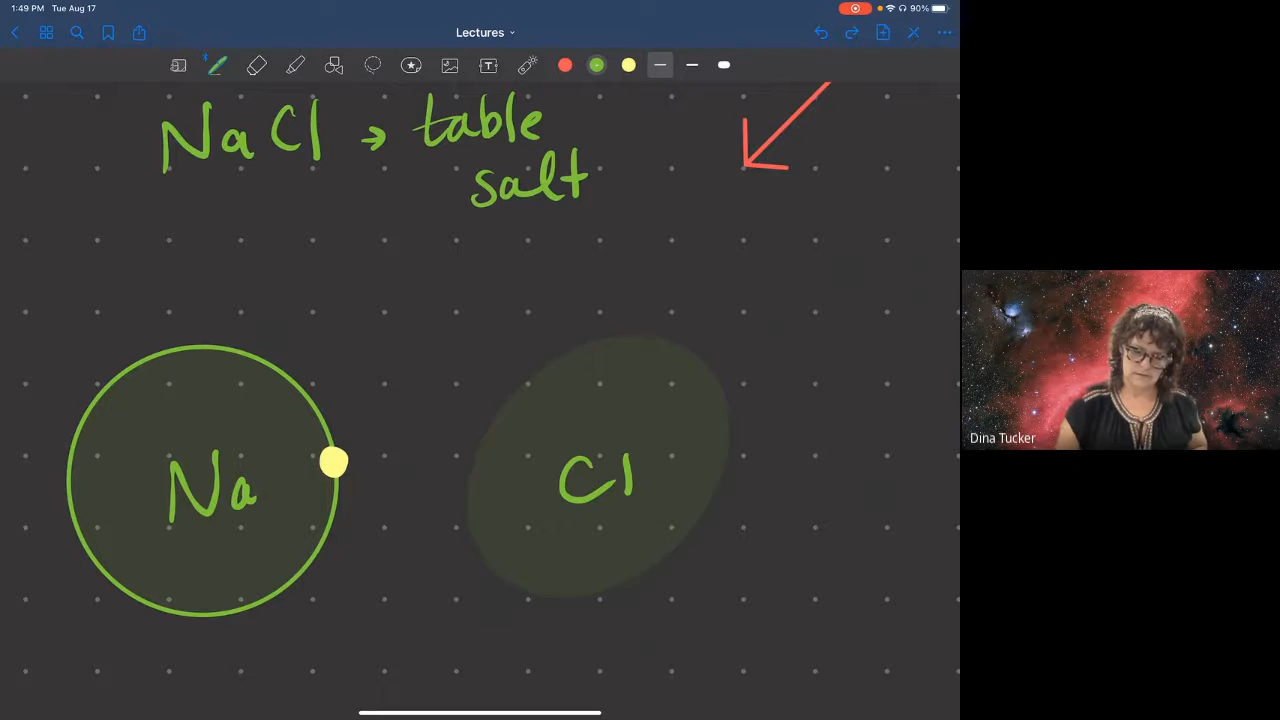 1:49 PM Tue Aug 17
90%
Lectures
NaCl → table
salt
Na
Cl
Dina Tucker